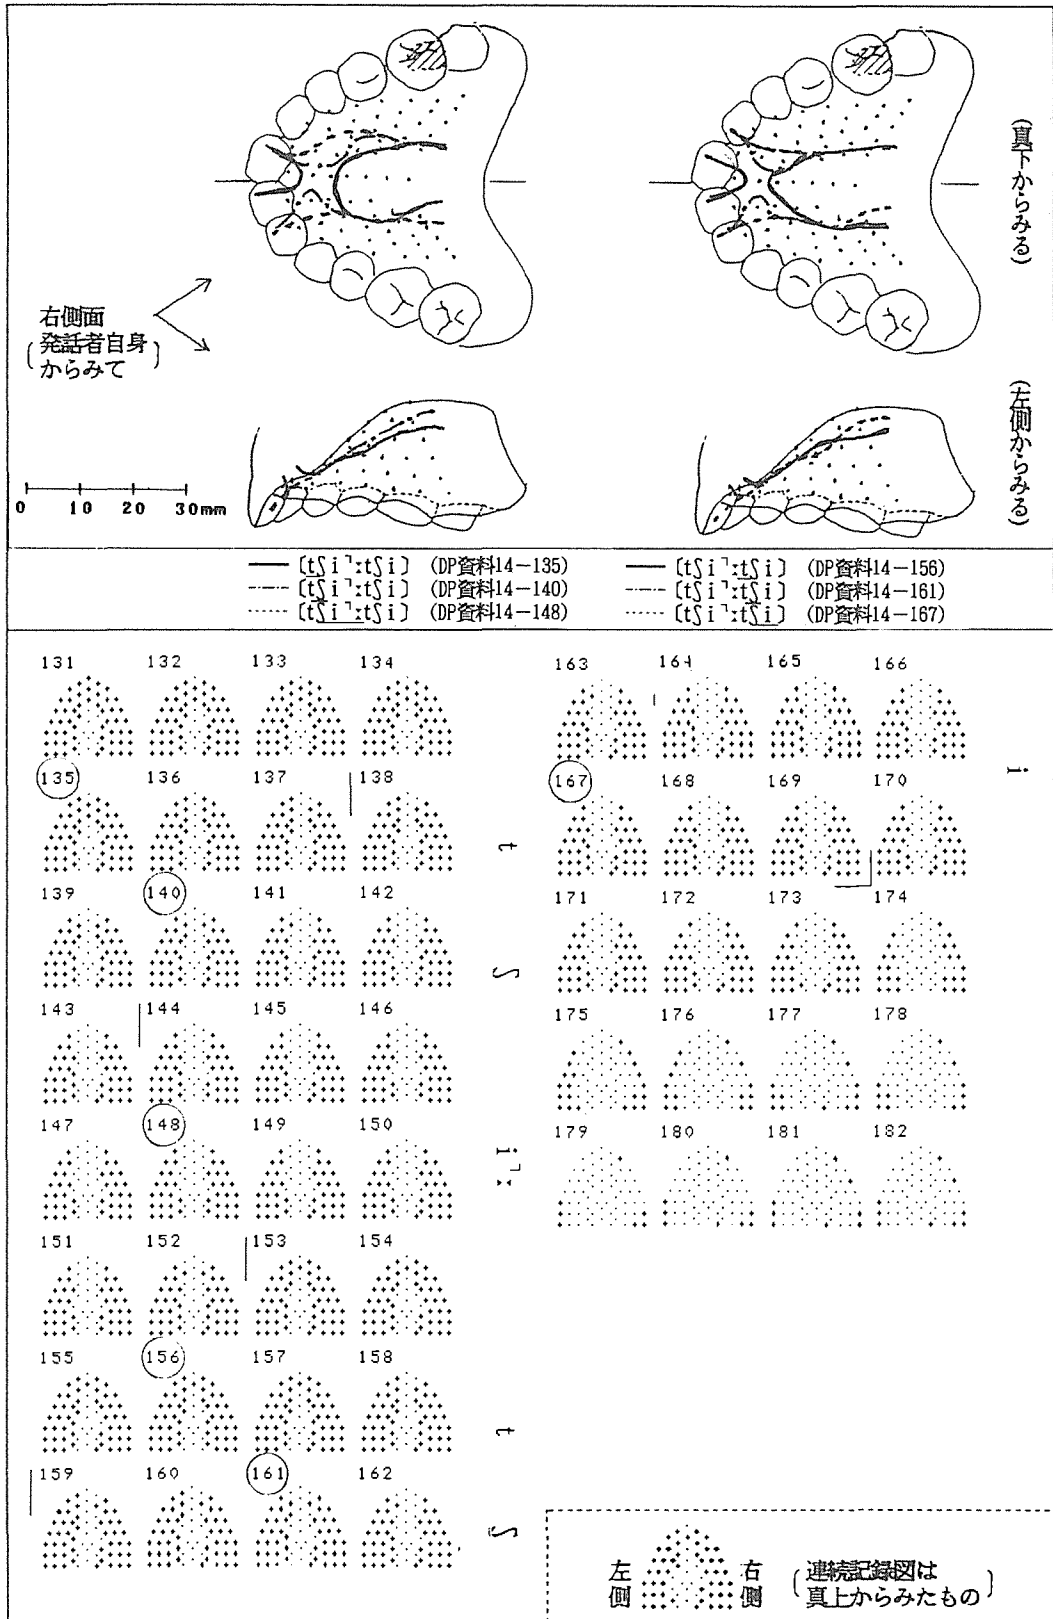 (真下からみる)
右側面
発話者自身
からみて
(左側からみる)
0 10 20 30mm
[tʃi˺ːtʃi] (DP資料14-135)
[tʃi˺ːtʃi] (DP資料14-140)
[tʃi˺ːtʃi] (DP資料14-148)
[tʃi˺ːtʃi] (DP資料14-156)
[tʃi˺ːtʃi] (DP資料14-161)
[tʃi˺ːtʃi] (DP資料14-167)
131 132 133 134
135 136 137 138
t
139 140 141 142
ʃ
143 144 145 146
147 148 149 150
i˺ː
151 152 153 154
155 156 157 158
t
159 160 161 162
ʃ
163 164 165 166
i
167 168 169 170
171 172 173 174
175 176 177 178
179 180 181 182
左側
右側
(連続記録図は
真上からみたもの)